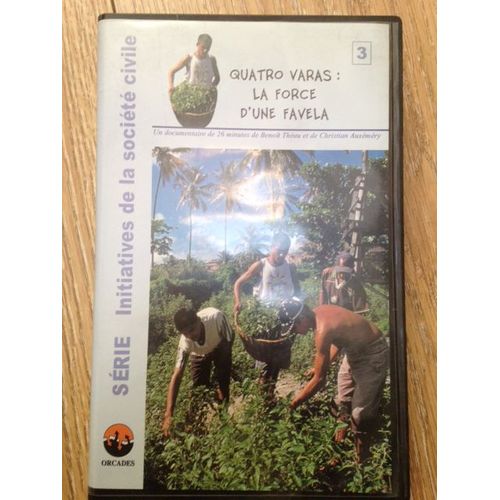 3
QUATRO VARAS :
LA FORCE
D'UNE FAVELA
Un documentaire de 26 minutes de Benoît Théau et de Christian Auxéméry
SÉRIE Initiatives de la société civile
ORCADES